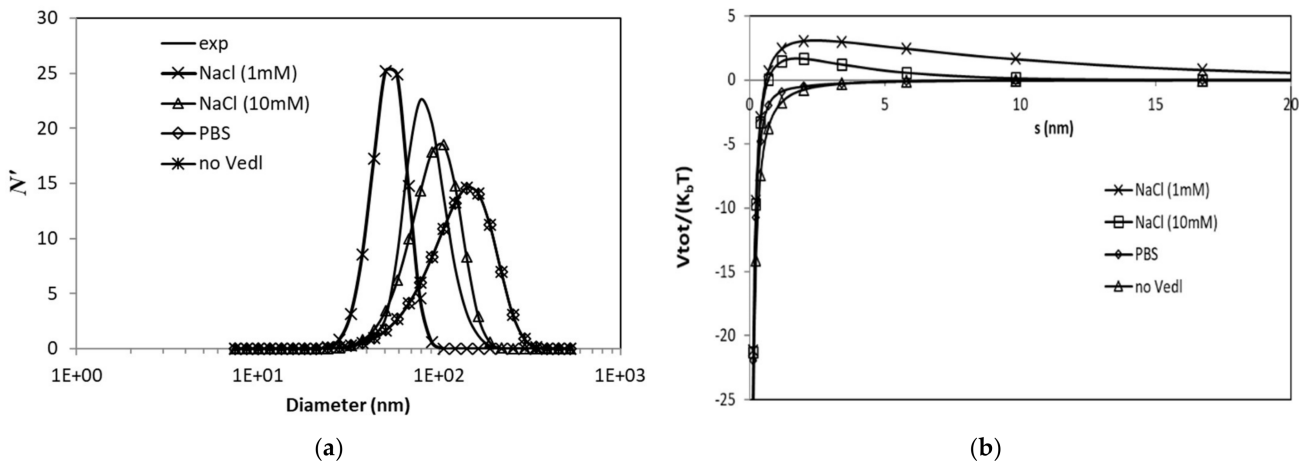 30
25
20
15
10
5
0
N'
exp
Nacl (1mM)
NaCl (10mM)
PBS
no Vedl
1E+00
1E+01
1E+02
1E+03
Diameter (nm)
(a)
5
0
-5
-10
-15
-20
-25
Vtot/(KbT)
0
5
10
15
20
s (nm)
NaCl (1mM)
NaCl (10mM)
PBS
no Vedl
(b)